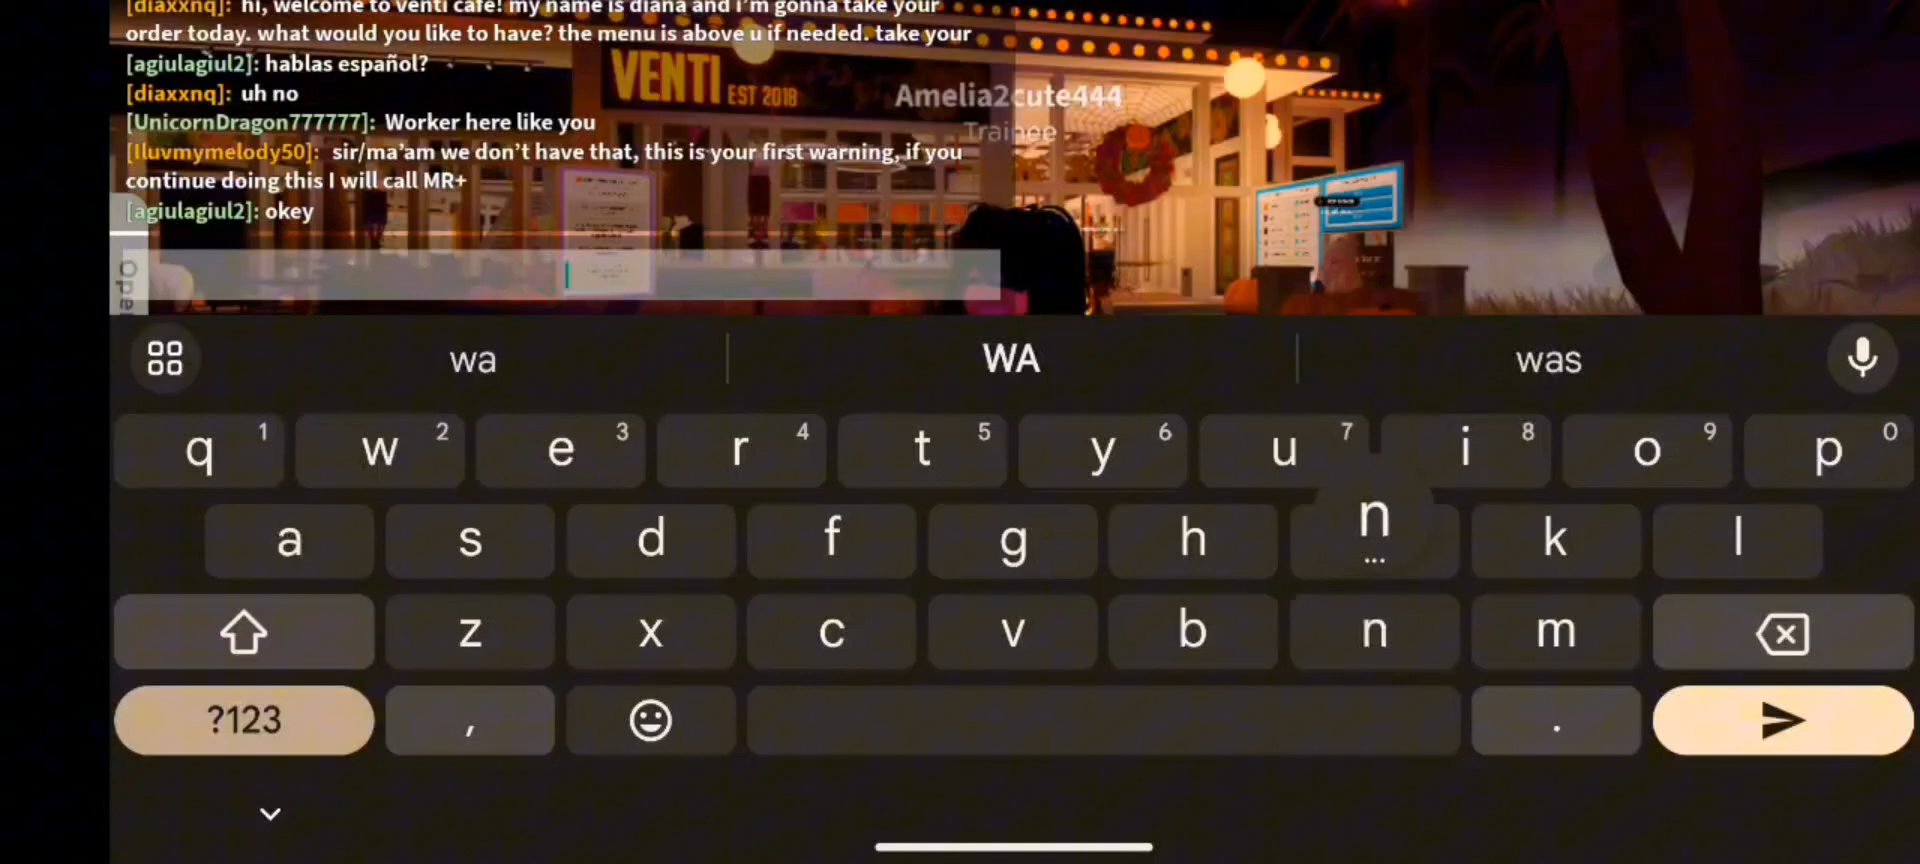 [diaxxnq]: hi, welcome to venti cafe! my name is diana and i'm gonna take your
order today. what would you like to have? the menu is above u if needed. take your
[agiulagiul2]: hablas español?
[diaxxnq]: uh no
[UnicornDragon777777]: Worker here like you
[Iluvmymelody50]: sir/ma'am we don't have that, this is your first warning, if you
continue doing this I will call MR+
[agiulagiul2]: okey
VENTI EST 2018
Amelia2cute444
Trainee
Ope
wa WA was
q 1 w 2 e 3 r 4 t 5 y 6 u 7 i 8 o 9 p 0
a s d f g h n ... k l
z x c v b n m
?123 , .